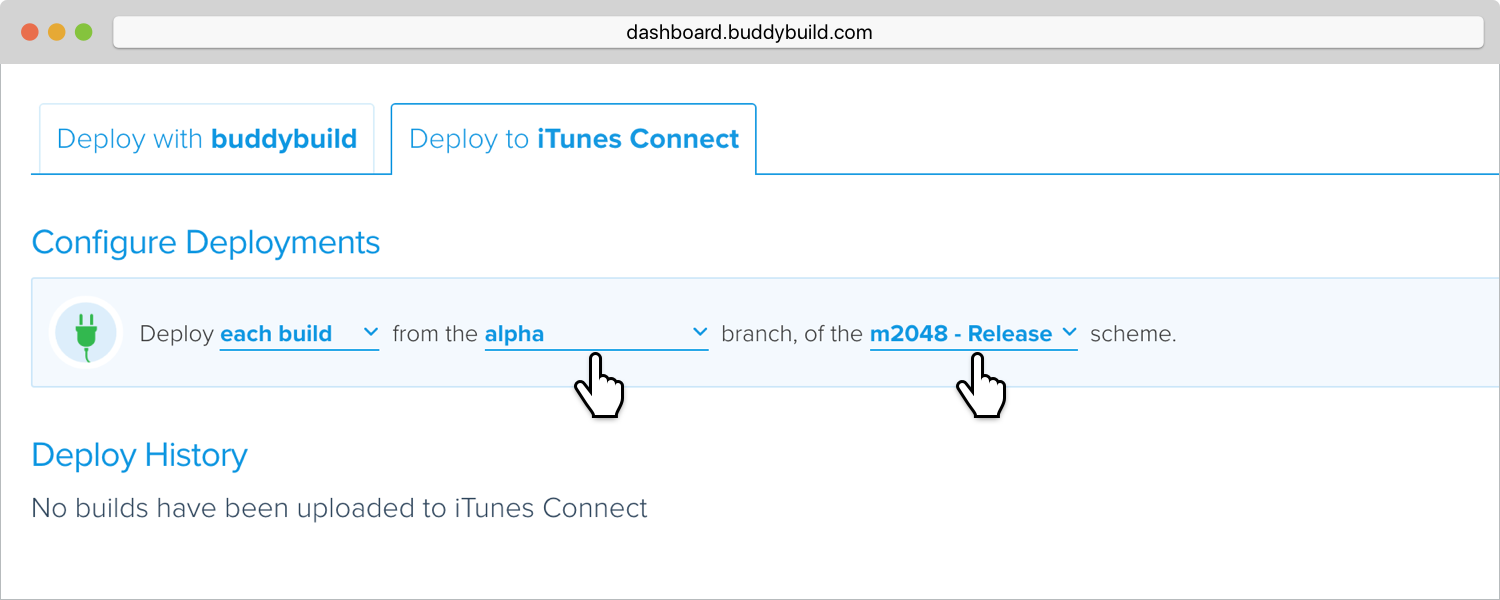 dashboard.buddybuild.com
Deploy with buddybuild
Deploy to iTunes Connect
Configure Deployments
Deploy each build from the alpha branch, of the m2048 - Release scheme.
Deploy History
No builds have been uploaded to iTunes Connect